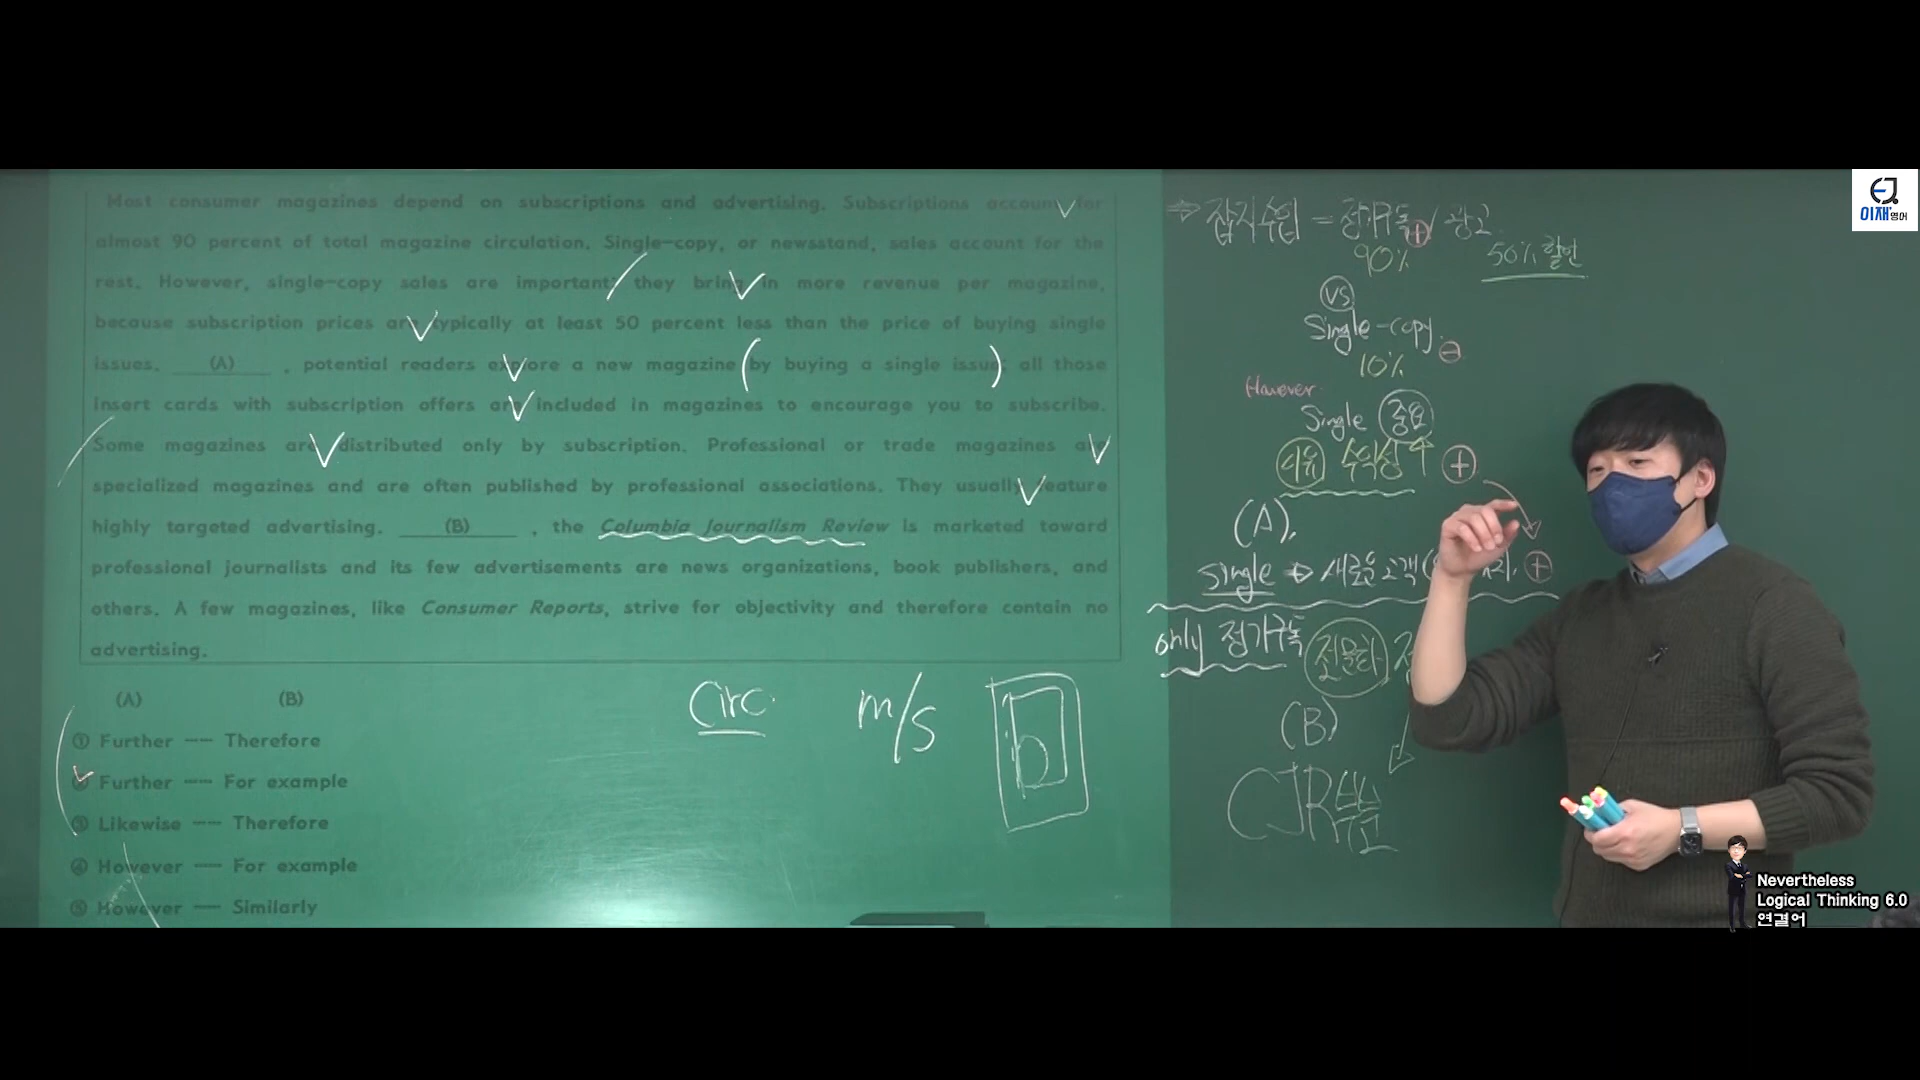 Most consumer magazines depend on subscriptions and advertising. Subscriptions account for
almost 90 percent of total magazine circulation. Single-copy, or newsstand, sales account for the
rest. However, single-copy sales are important; they bring in more revenue per magazine,
because subscription prices are typically at least 50 percent less than the price of buying single
issues. (A) , potential readers explore a new magazine by buying a single issue; all those
insert cards with subscription offers are included in magazines to encourage you to subscribe.
Some magazines are distributed only by subscription. Professional or trade magazines are
specialized magazines and are often published by professional associations. They usually feature
highly targeted advertising. (B) , the Columbia Journalism Review is marketed toward
professional journalists and its few advertisements are news organizations, book publishers, and
others. A few magazines, like Consumer Reports, strive for objectivity and therefore contain no
advertising.
(A) (B)
① Further ── Therefore
② Further ── For example
③ Likewise ── Therefore
④ However ── For example
⑤ However ── Similarly
Circ.
m/s
⇒ 잡지수입 = 정기구독 / 광고
90%
50% 할인
VS
Single-copy
10%
However
Single 중요
이유 수익성↑ +
(A),
Single ⇒ 새로운 고객
only 정기구독 전문화
(B)
CJR
EJ
이재영어
Nevertheless
Logical Thinking 6.0
연결어